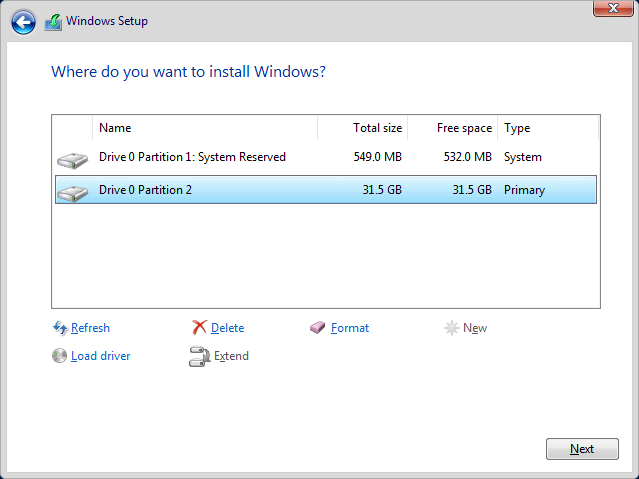 Windows Setup
Where do you want to install Windows?
Name Total size Free space Type
Drive 0 Partition 1: System Reserved 549.0 MB 532.0 MB System
Drive 0 Partition 2 31.5 GB 31.5 GB Primary
Refresh Delete Format New
Load driver Extend
Next